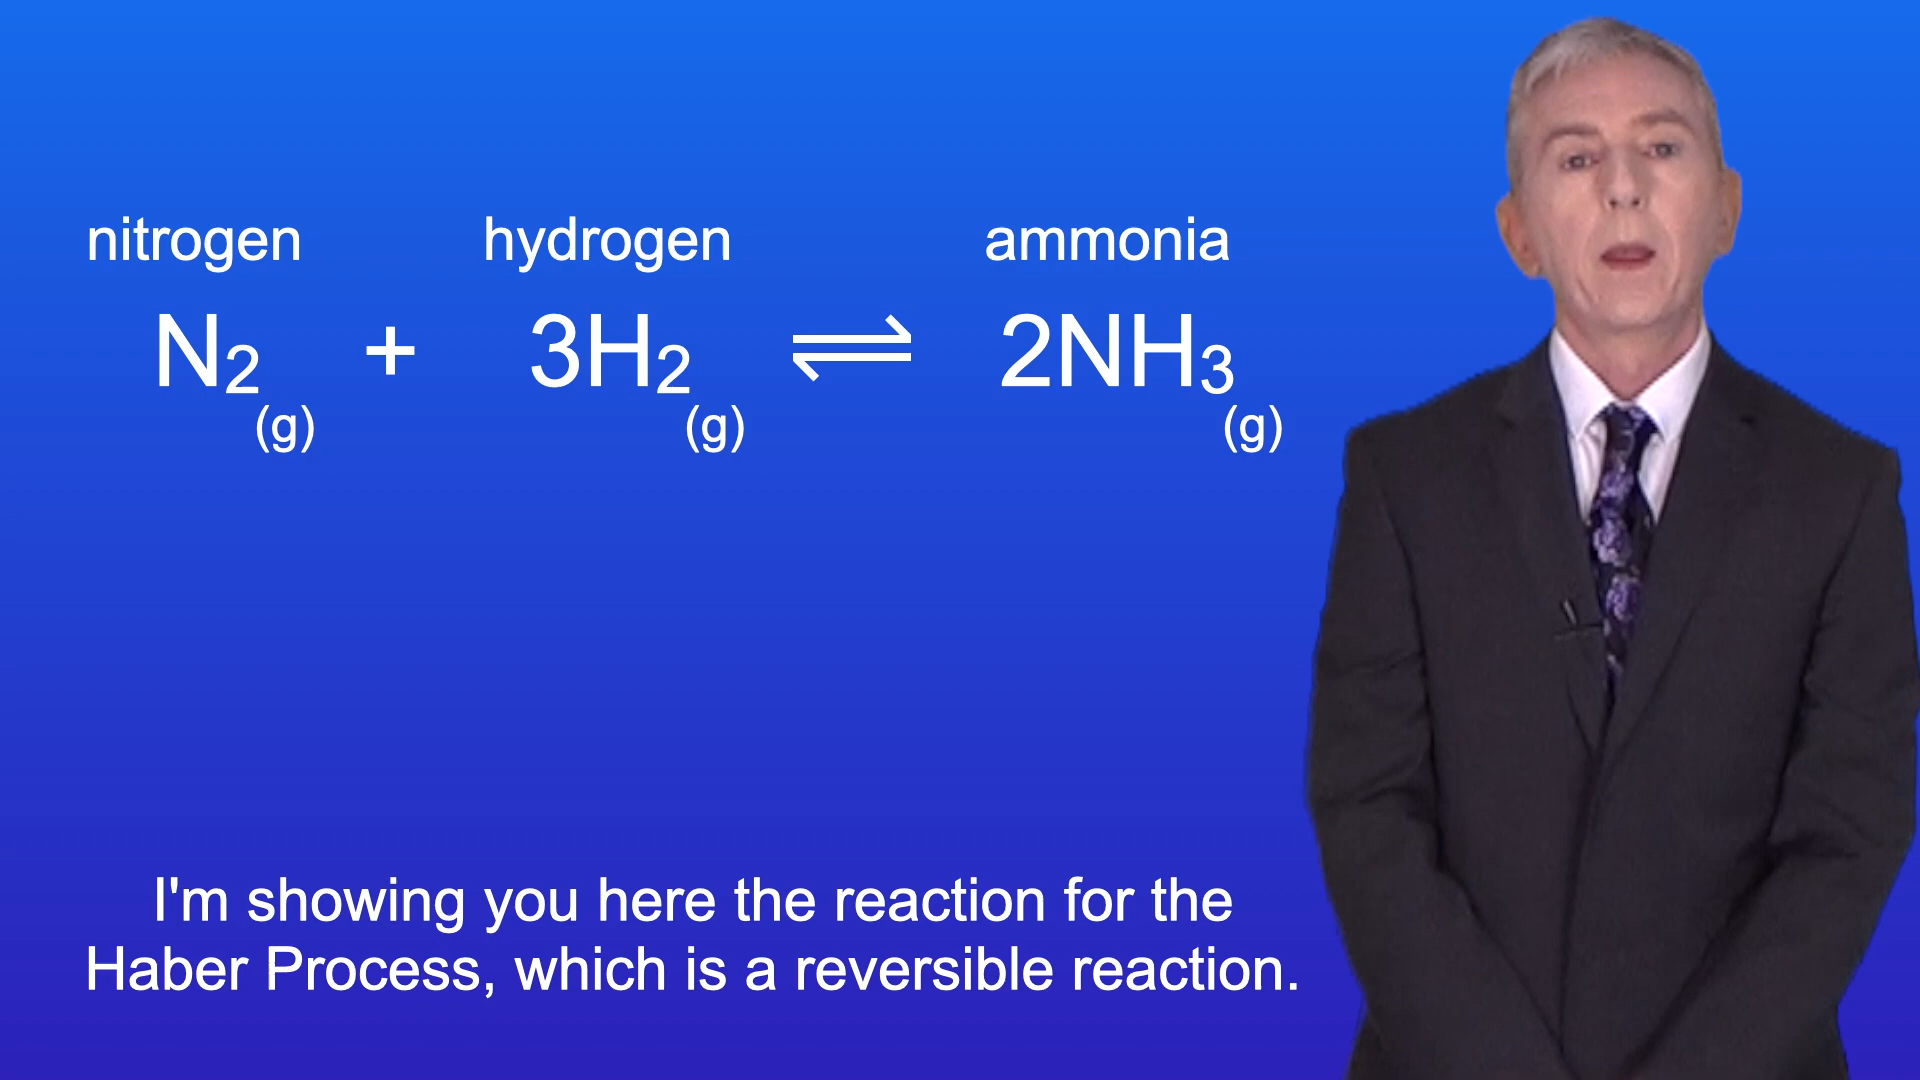 nitrogen hydrogen ammonia
N₂ + 3H₂ ⇌ 2NH₃
(g) (g) (g)
I'm showing you here the reaction for the
Haber Process, which is a reversible reaction.